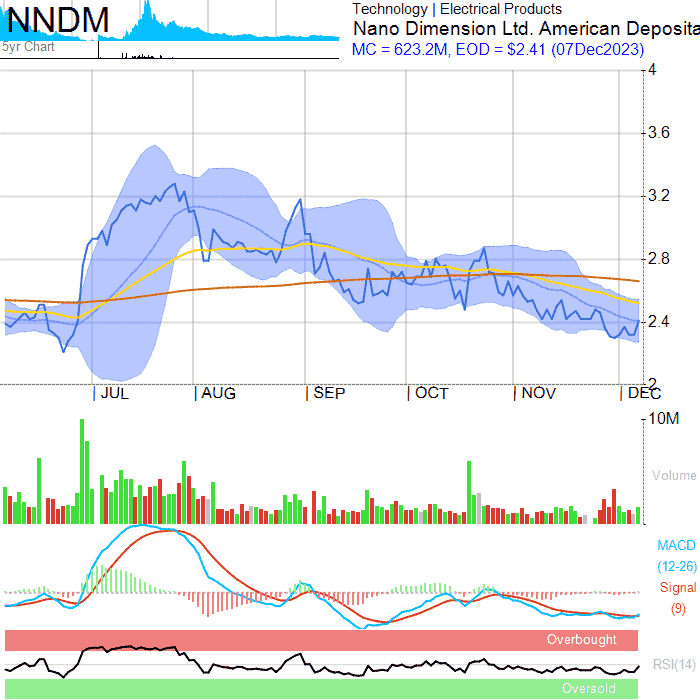 NNDM
5yr Chart
Technology | Electrical Products
Nano Dimension Ltd. American Deposita
MC = 623.2M, EOD = $2.41 (07Dec2023)
4
3.6
3.2
2.8
2.4
2
JUL AUG SEP OCT NOV DEC
10M
Volume
MACD
(12-26)
Signal
(9)
Overbought
RSI(14)
Oversold